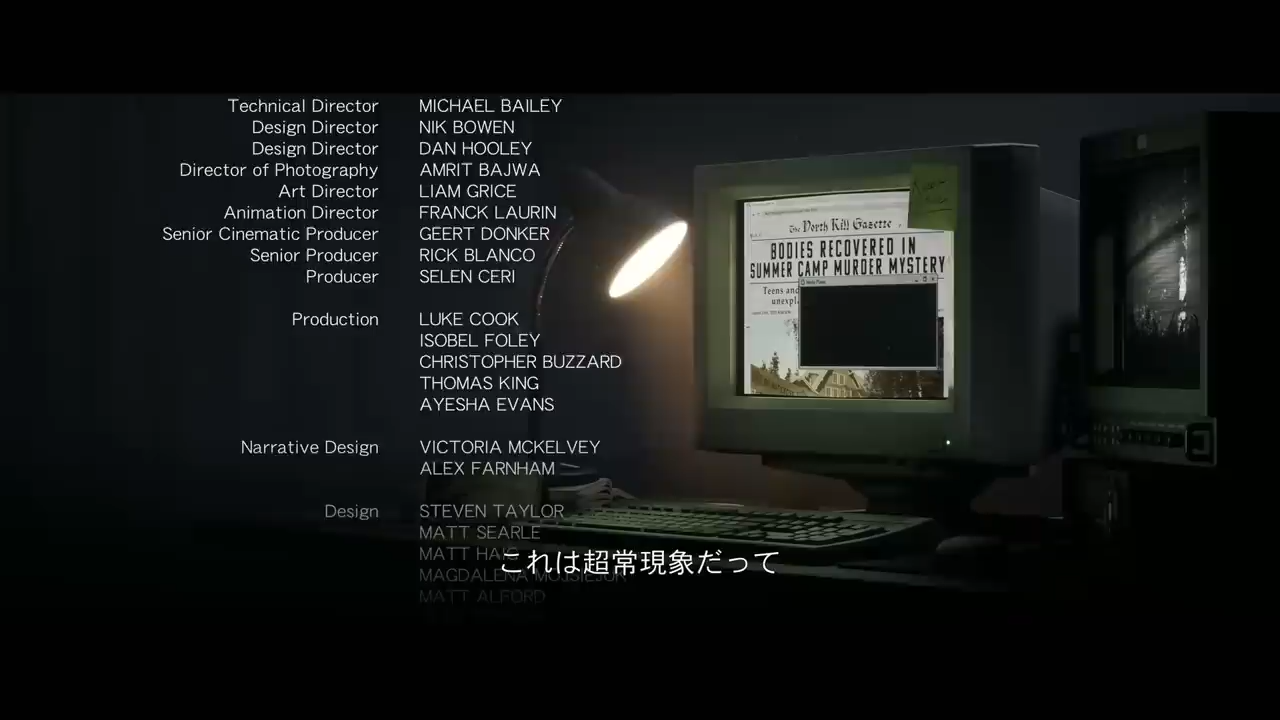 Technical Director MICHAEL BAILEY
Design Director NIK BOWEN
Design Director DAN HOOLEY
Director of Photography AMRIT BAJWA
Art Director LIAM GRICE
Animation Director FRANCK LAURIN
Senior Cinematic Producer GEERT DONKER
Senior Producer RICK BLANCO
Producer SELEN CERI
Production LUKE COOK
ISOBEL FOLEY
CHRISTOPHER BUZZARD
THOMAS KING
AYESHA EVANS
Narrative Design VICTORIA MCKELVEY
ALEX FARNHAM
Design STEVEN TAYLOR
MATT SEARLE
MATT
MAGDALENA
MATT ALFORD
これは超常現象だって
The North Kill Gazette
BODIES RECOVERED IN
SUMMER CAMP MURDER MYSTERY
Teens and